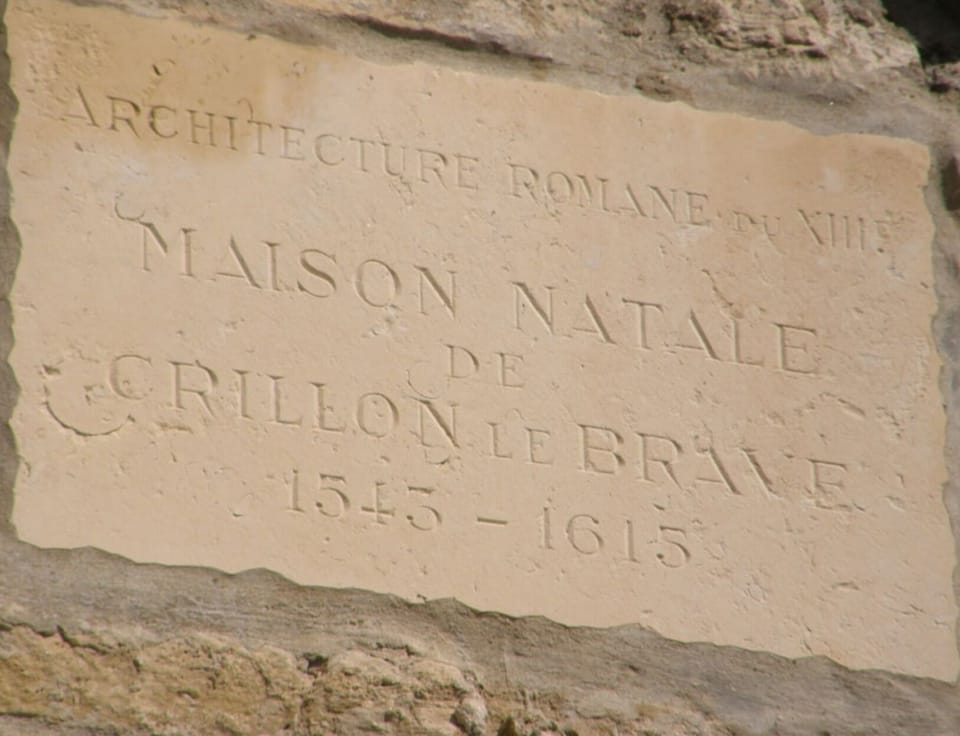 ARCHITECTURE ROMANE DU XIIIE
MAISON NATALE
DE
CRILLON LE BRAVE
1543 - 1615